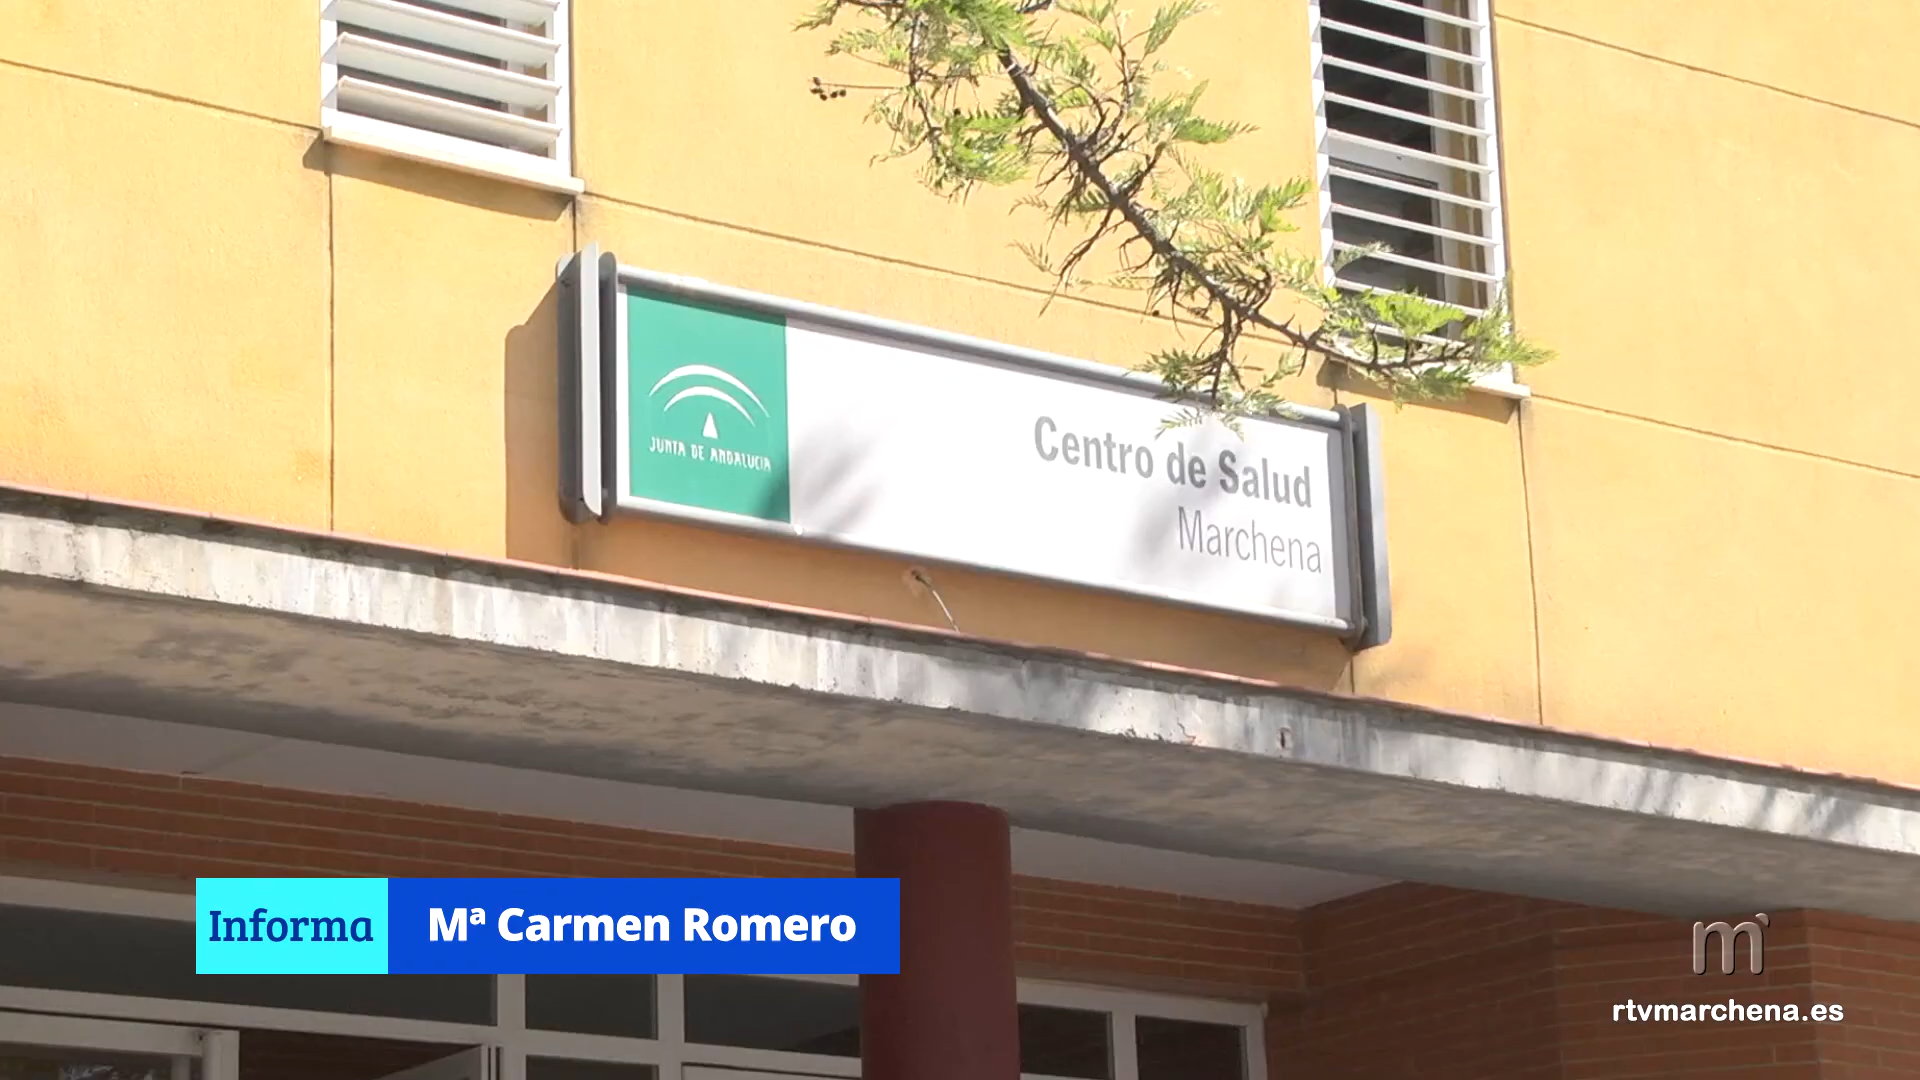 JUNTA DE ANDALUCIA
Centro de Salud
Marchena
Informa
Mª Carmen Romero
m
rtvmarchena.es